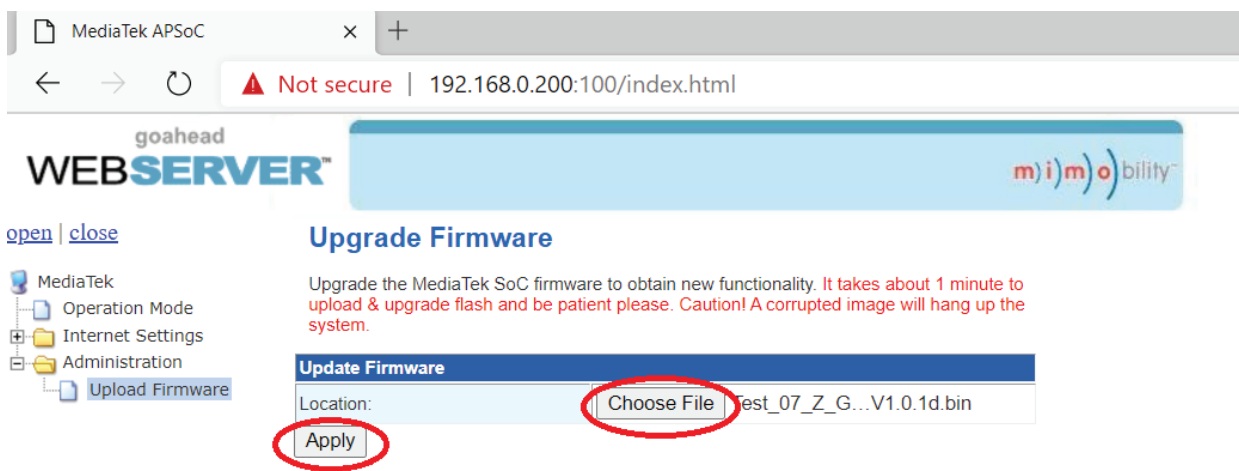 MediaTek APSoC
Not secure | 192.168.0.200:100/index.html
goahead
WEBSERVER™
m)i)m)o)bility™
open | close
Upgrade Firmware
MediaTek
Operation Mode
Internet Settings
Administration
Upload Firmware
Upgrade the MediaTek SoC firmware to obtain new functionality. It takes about 1 minute to
upload & upgrade flash and be patient please. Caution! A corrupted image will hang up the
system.
Update Firmware
Location:
Choose File Test_07_Z_G...V1.0.1d.bin
Apply